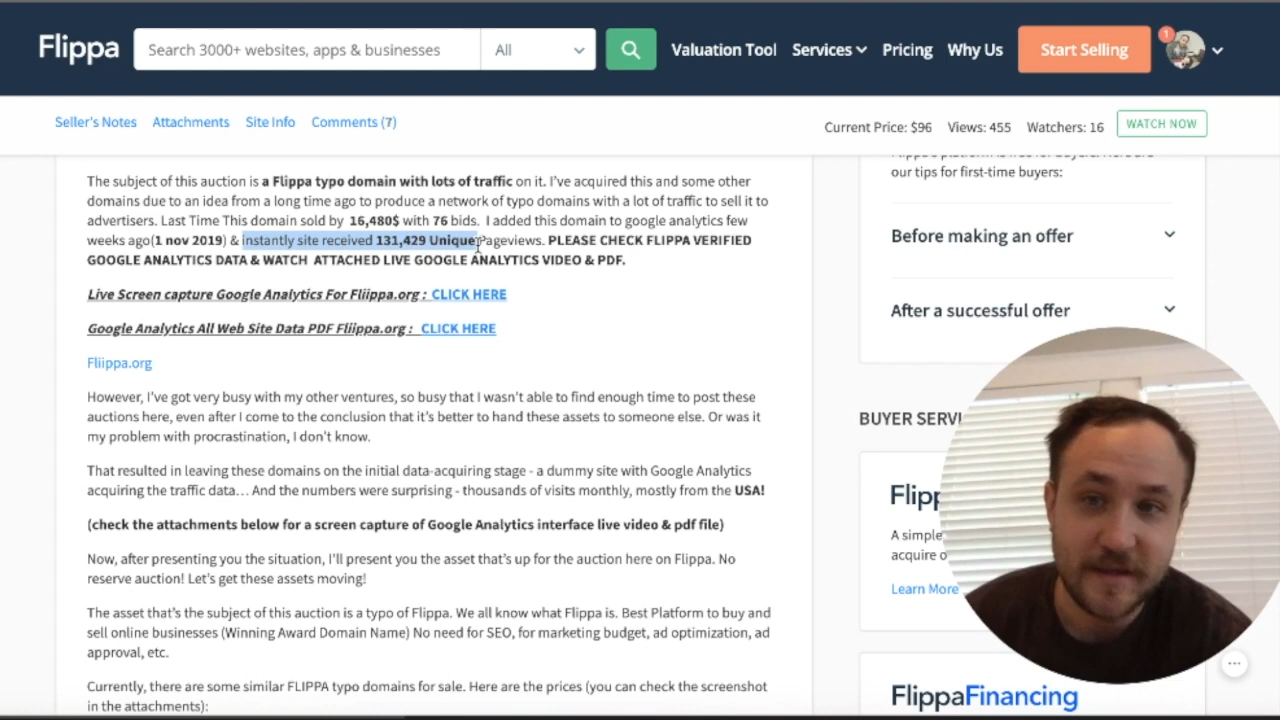 Flippa
Search 3000+ websites, apps & businesses
All
Valuation Tool
Services
Pricing
Why Us
Start Selling
1
Seller's Notes
Attachments
Site Info
Comments (7)
Current Price: $96
Views: 455
Watchers: 16
WATCH NOW
The subject of this auction is a Flippa typo domain with lots of traffic on it. I've acquired this and some other
domains due to an idea from a long time ago to produce a network of typo domains with a lot of traffic to sell it to
advertisers. Last Time This domain sold by 16,480$ with 76 bids. I added this domain to google analytics few
weeks ago(1 nov 2019) & instantly site received 131,429 Unique Pageviews. PLEASE CHECK FLIPPA VERIFIED
GOOGLE ANALYTICS DATA & WATCH ATTACHED LIVE GOOGLE ANALYTICS VIDEO & PDF.
Live Screen capture Google Analytics For Fliippa.org : CLICK HERE
Google Analytics All Web Site Data PDF Fliippa.org : CLICK HERE
Fliippa.org
However, I've got very busy with my other ventures, so busy that I wasn't able to find enough time to post these
auctions here, even after I come to the conclusion that it's better to hand these assets to someone else. Or was it
my problem with procrastination, I don't know.
That resulted in leaving these domains on the initial data-acquiring stage - a dummy site with Google Analytics
acquiring the traffic data… And the numbers were surprising - thousands of visits monthly, mostly from the USA!
(check the attachments below for a screen capture of Google Analytics interface live video & pdf file)
Now, after presenting you the situation, I'll present you the asset that's up for the auction here on Flippa. No
reserve auction! Let's get these assets moving!
The asset that's the subject of this auction is a typo of Flippa. We all know what Flippa is. Best Platform to buy and
sell online businesses (Winning Award Domain Name) No need for SEO, for marketing budget, ad optimization, ad
approval, etc.
Currently, there are some similar FLIPPA typo domains for sale. Here are the prices (you can check the screenshot
in the attachments):
our tips for first-time buyers:
Before making an offer
After a successful offer
BUYER SERVI
Flipp
A simple
acquire o
Learn More
FlippaFinancing